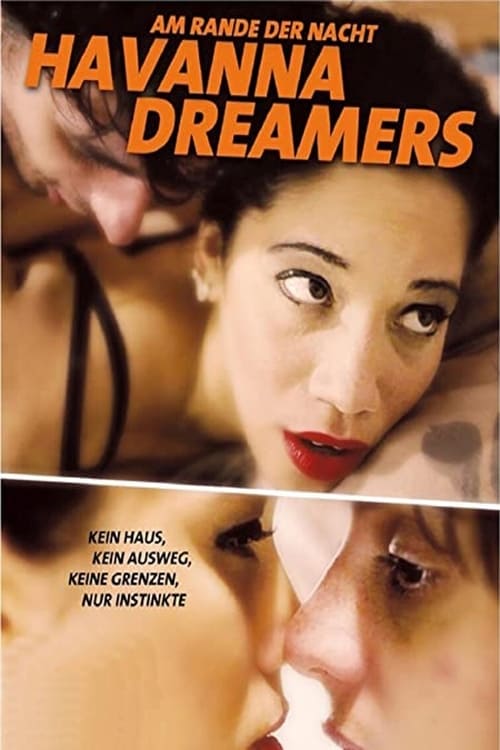 AM RANDE DER NACHT
HAVANNA
DREAMERS
KEIN HAUS,
KEIN AUSWEG,
KEINE GRENZEN,
NUR INSTINKTE